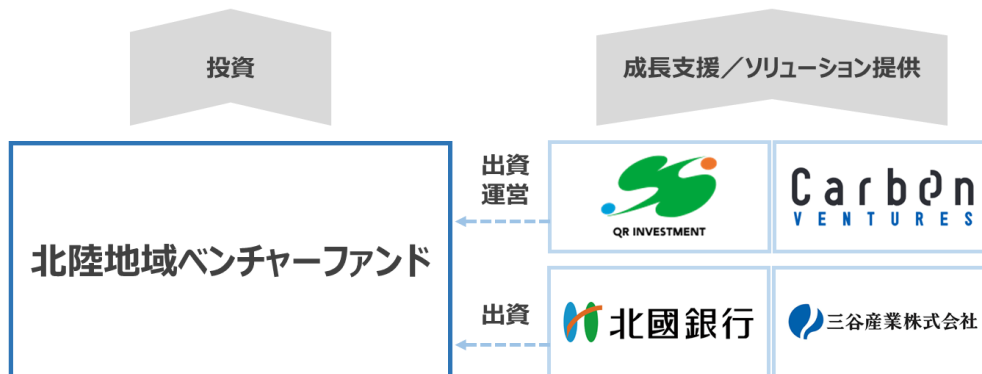 投資
成長支援/ソリューション提供
北陸地域ベンチャーファンド
出資
運営
QR INVESTMENT
Carbon
VENTURES
出資
北國銀行
三谷産業株式会社